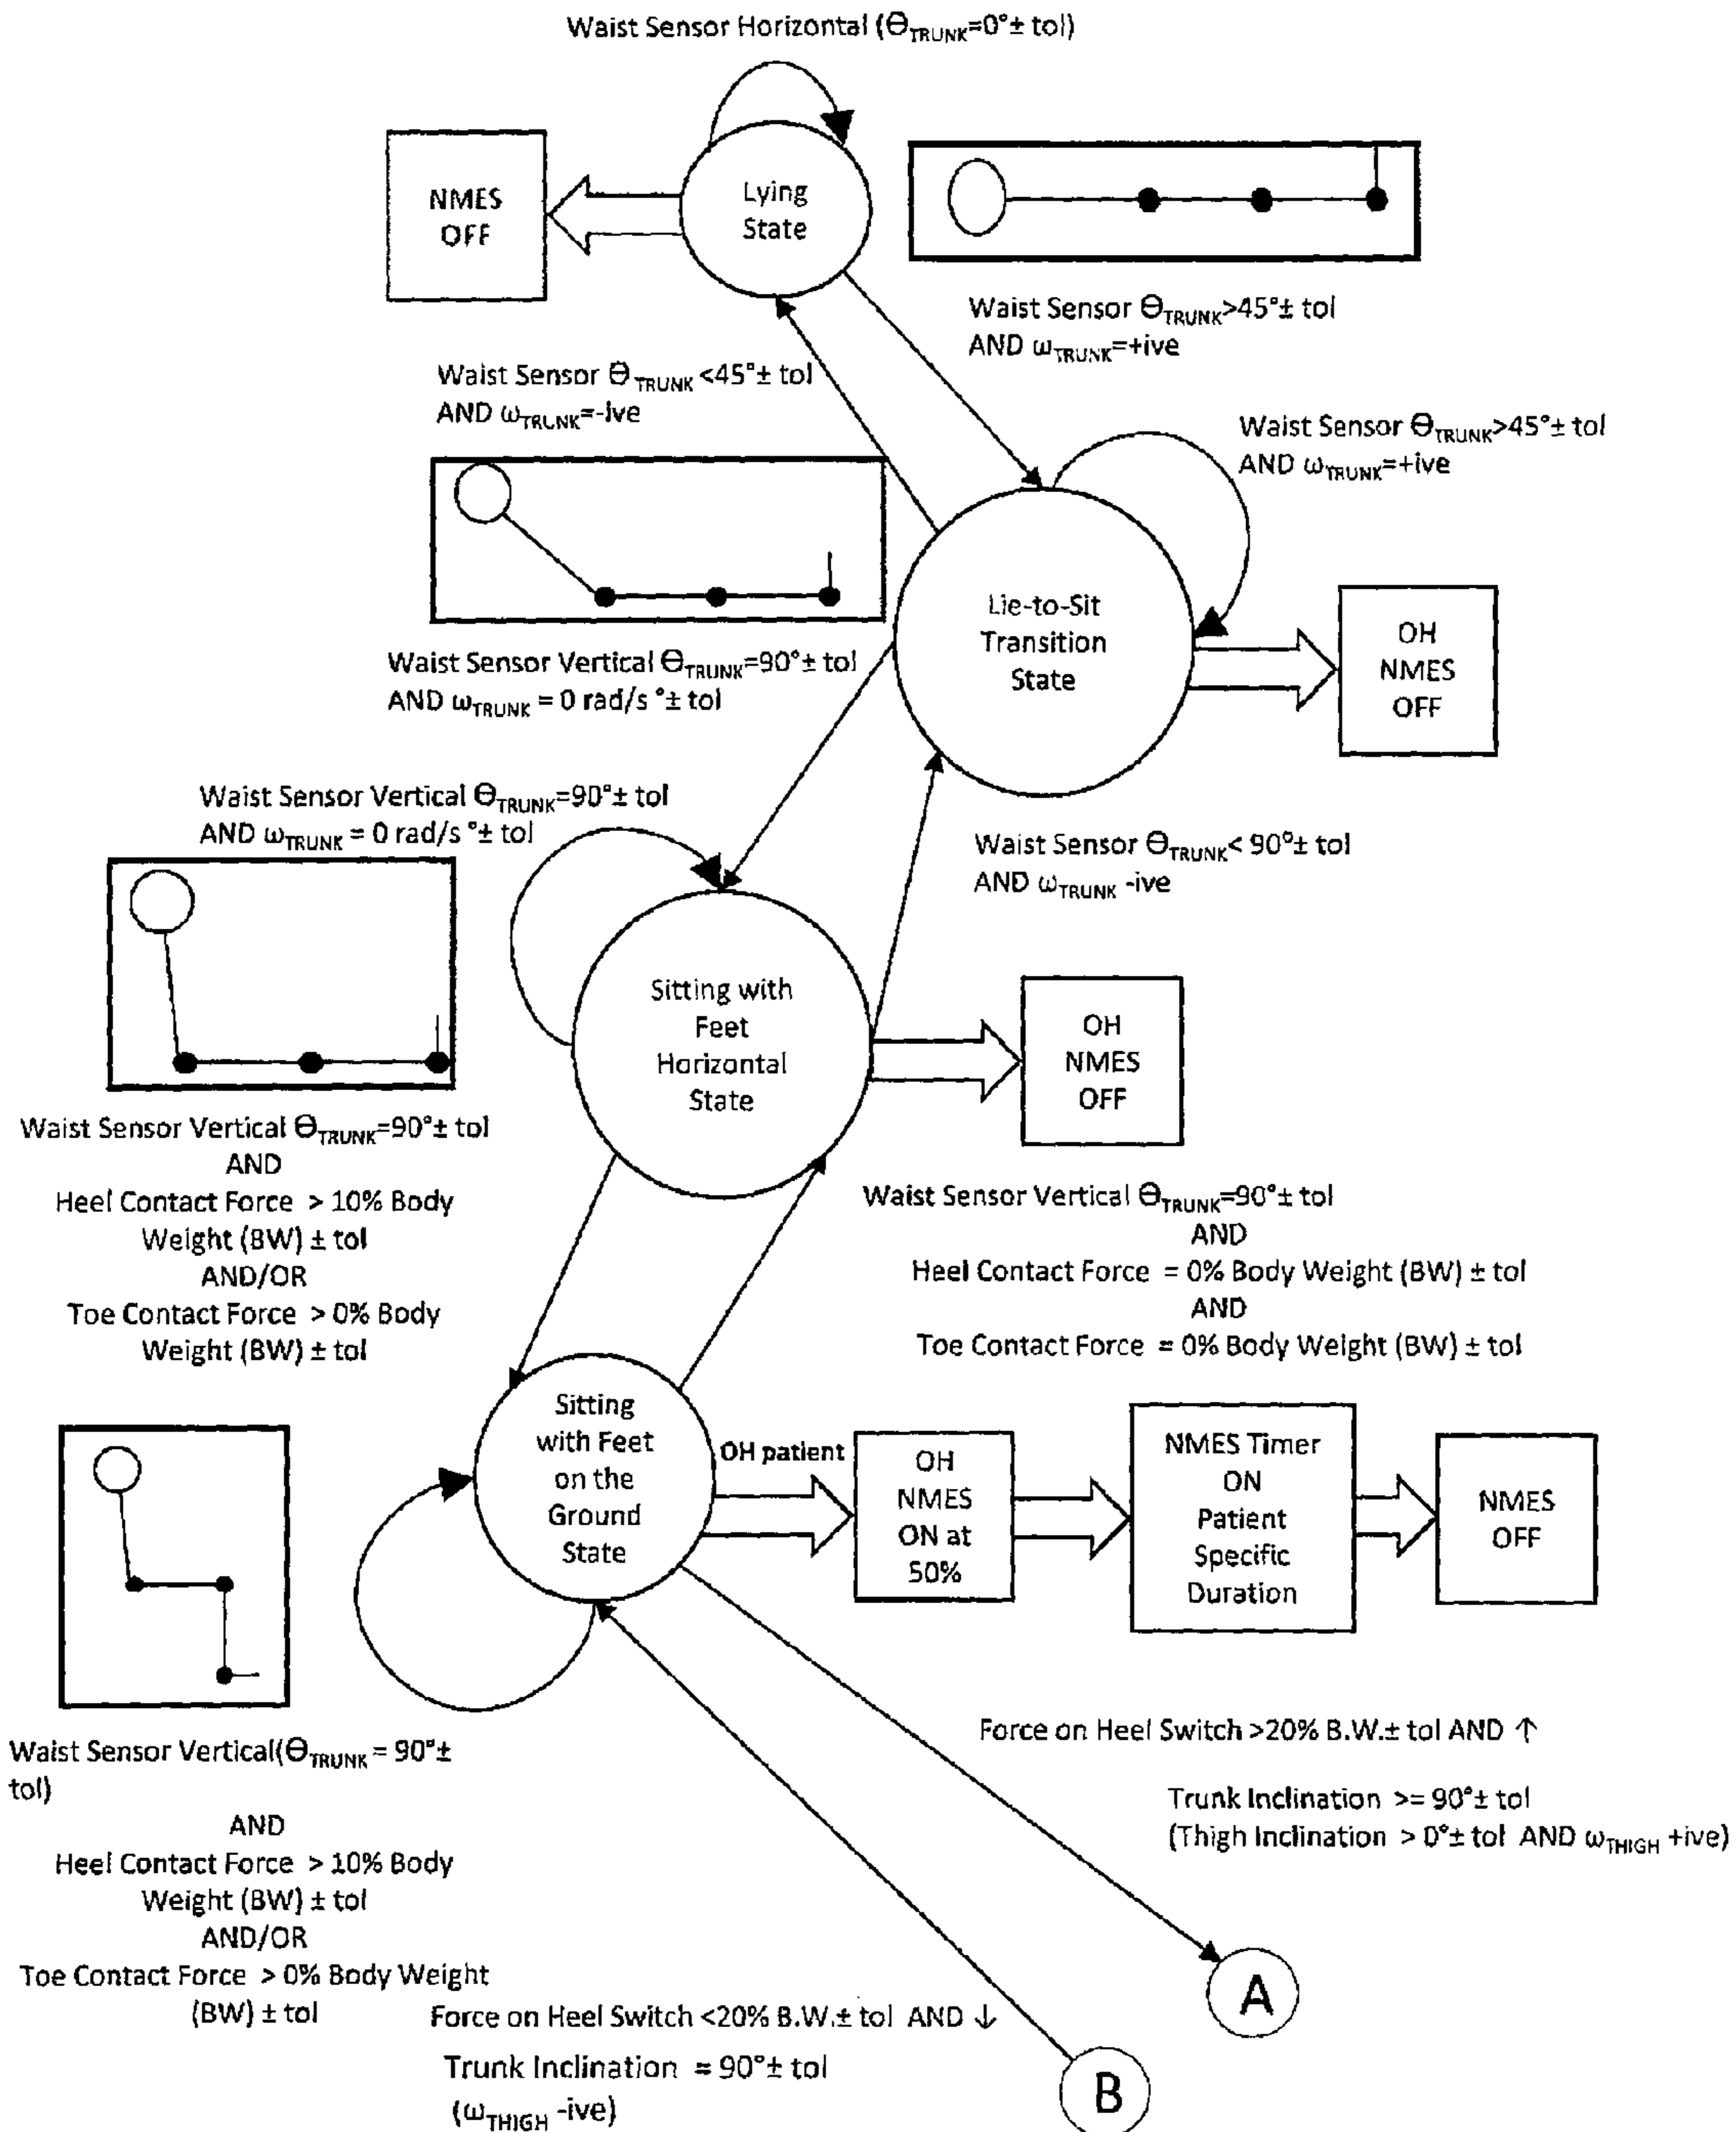 Waist Sensor Horizontal (ΘTRUNK=0°± tol)
NMES
OFF
Lying
State
Waist Sensor ΘTRUNK>45°± tol
AND ωTRUNK=+ive
Waist Sensor ΘTRUNK <45°± tol
AND ωTRUNK=-ive
Waist Sensor ΘTRUNK>45°± tol
AND ωTRUNK=+ive
Lie-to-Sit
Transition
State
OH
NMES
OFF
Waist Sensor Vertical ΘTRUNK=90°± tol
AND ωTRUNK = 0 rad/s °± tol
Waist Sensor Vertical ΘTRUNK=90°± tol
AND ωTRUNK = 0 rad/s °± tol
Waist Sensor ΘTRUNK< 90°± tol
AND ωTRUNK -ive
Sitting with
Feet
Horizontal
State
OH
NMES
OFF
Waist Sensor Vertical ΘTRUNK=90°± tol
AND
Heel Contact Force > 10% Body
Weight (BW) ± tol
AND/OR
Toe Contact Force > 0% Body
Weight (BW) ± tol
Waist Sensor Vertical ΘTRUNK=90°± tol
AND
Heel Contact Force = 0% Body Weight (BW) ± tol
AND
Toe Contact Force = 0% Body Weight (BW) ± tol
Sitting
with Feet
on the
Ground
State
OH patient
OH
NMES
ON at
50%
NMES Timer
ON
Patient
Specific
Duration
NMES
OFF
Waist Sensor Vertical(ΘTRUNK = 90°±
tol)
AND
Heel Contact Force > 10% Body
Weight (BW) ± tol
AND/OR
Toe Contact Force > 0% Body Weight
(BW) ± tol
Force on Heel Switch >20% B.W.± tol AND ↑
Trunk Inclination >= 90°± tol
(Thigh Inclination > 0°± tol AND ωTHIGH +ive)
A
Force on Heel Switch <20% B.W.± tol AND ↓
Trunk Inclination = 90°± tol
(ωTHIGH -ive)
B